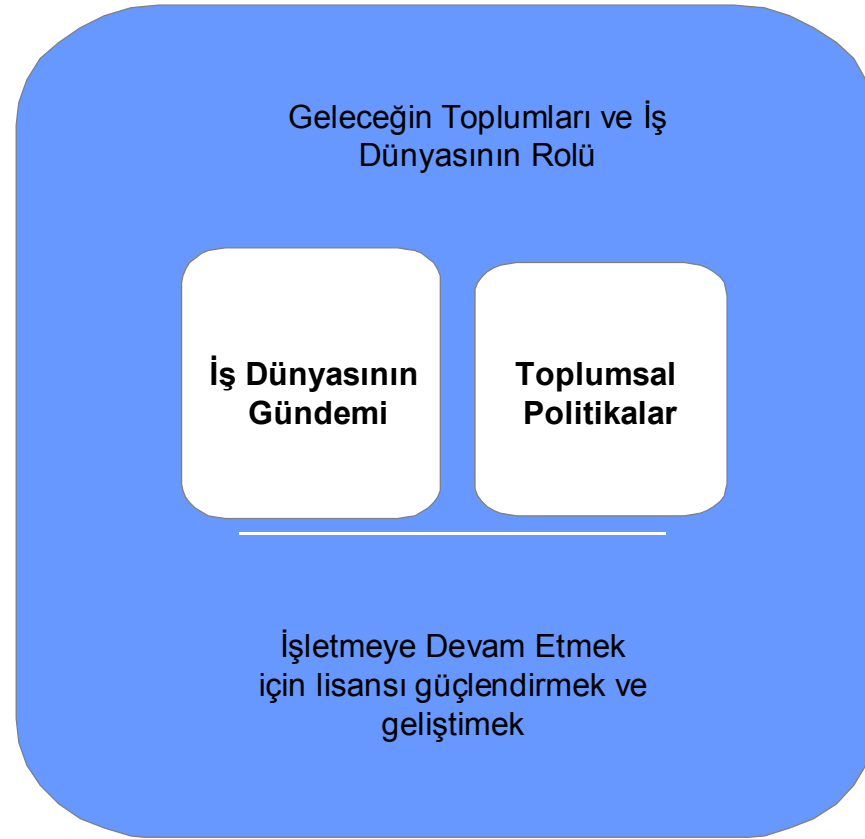 Geleceğin Toplumları ve İş
Dünyasının Rolü
İş Dünyasının
Gündemi
Toplumsal
Politikalar
İşletmeye Devam Etmek
için lisansı güçlendirmek ve
geliştimek